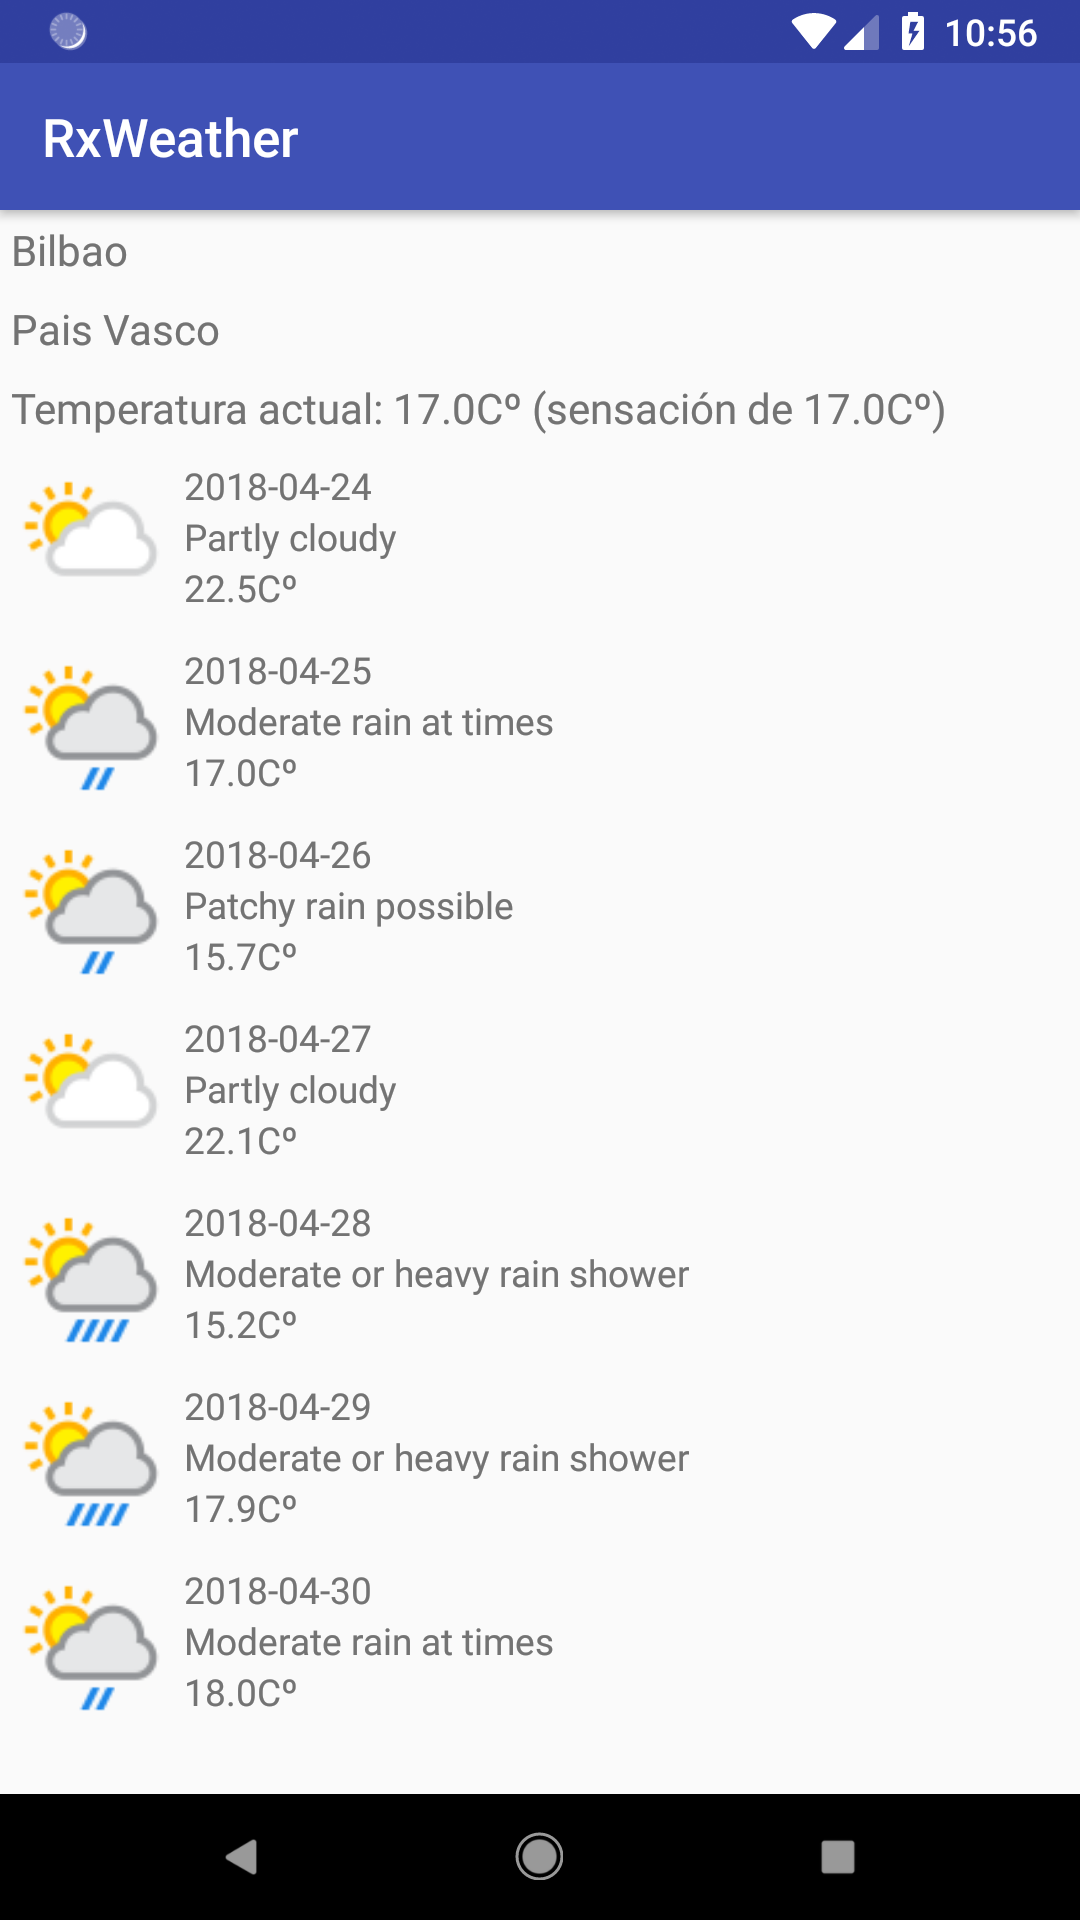 10:56
RxWeather
Bilbao
Pais Vasco
Temperatura actual: 17.0Cº (sensación de 17.0Cº)
2018-04-24
Partly cloudy
22.5Cº
2018-04-25
Moderate rain at times
17.0Cº
2018-04-26
Patchy rain possible
15.7Cº
2018-04-27
Partly cloudy
22.1Cº
2018-04-28
Moderate or heavy rain shower
15.2Cº
2018-04-29
Moderate or heavy rain shower
17.9Cº
2018-04-30
Moderate rain at times
18.0Cº